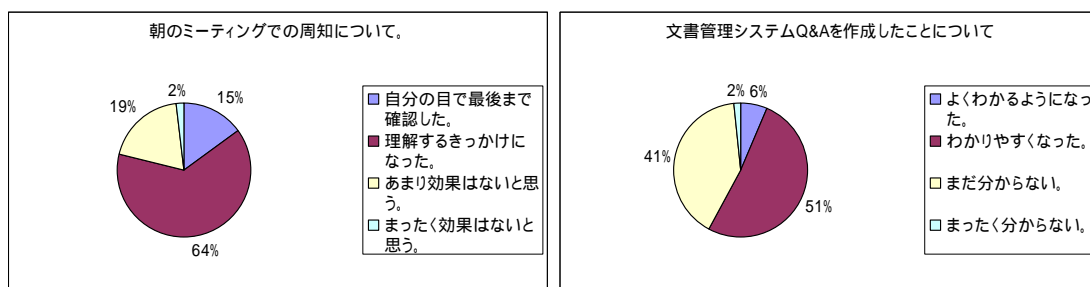 朝のミーティングでの周知について。
2%
15%
19%
64%
自分の目で最後まで
確認した。
理解するきっかけに
なった。
あまり効果はないと思
う。
まったく効果はないと
思う。
文書管理システムQ&Aを作成したことについて
2%
6%
41%
51%
よくわかるようになっ
た。
わかりやすくなった。
まだ分からない。
まったく分からない。